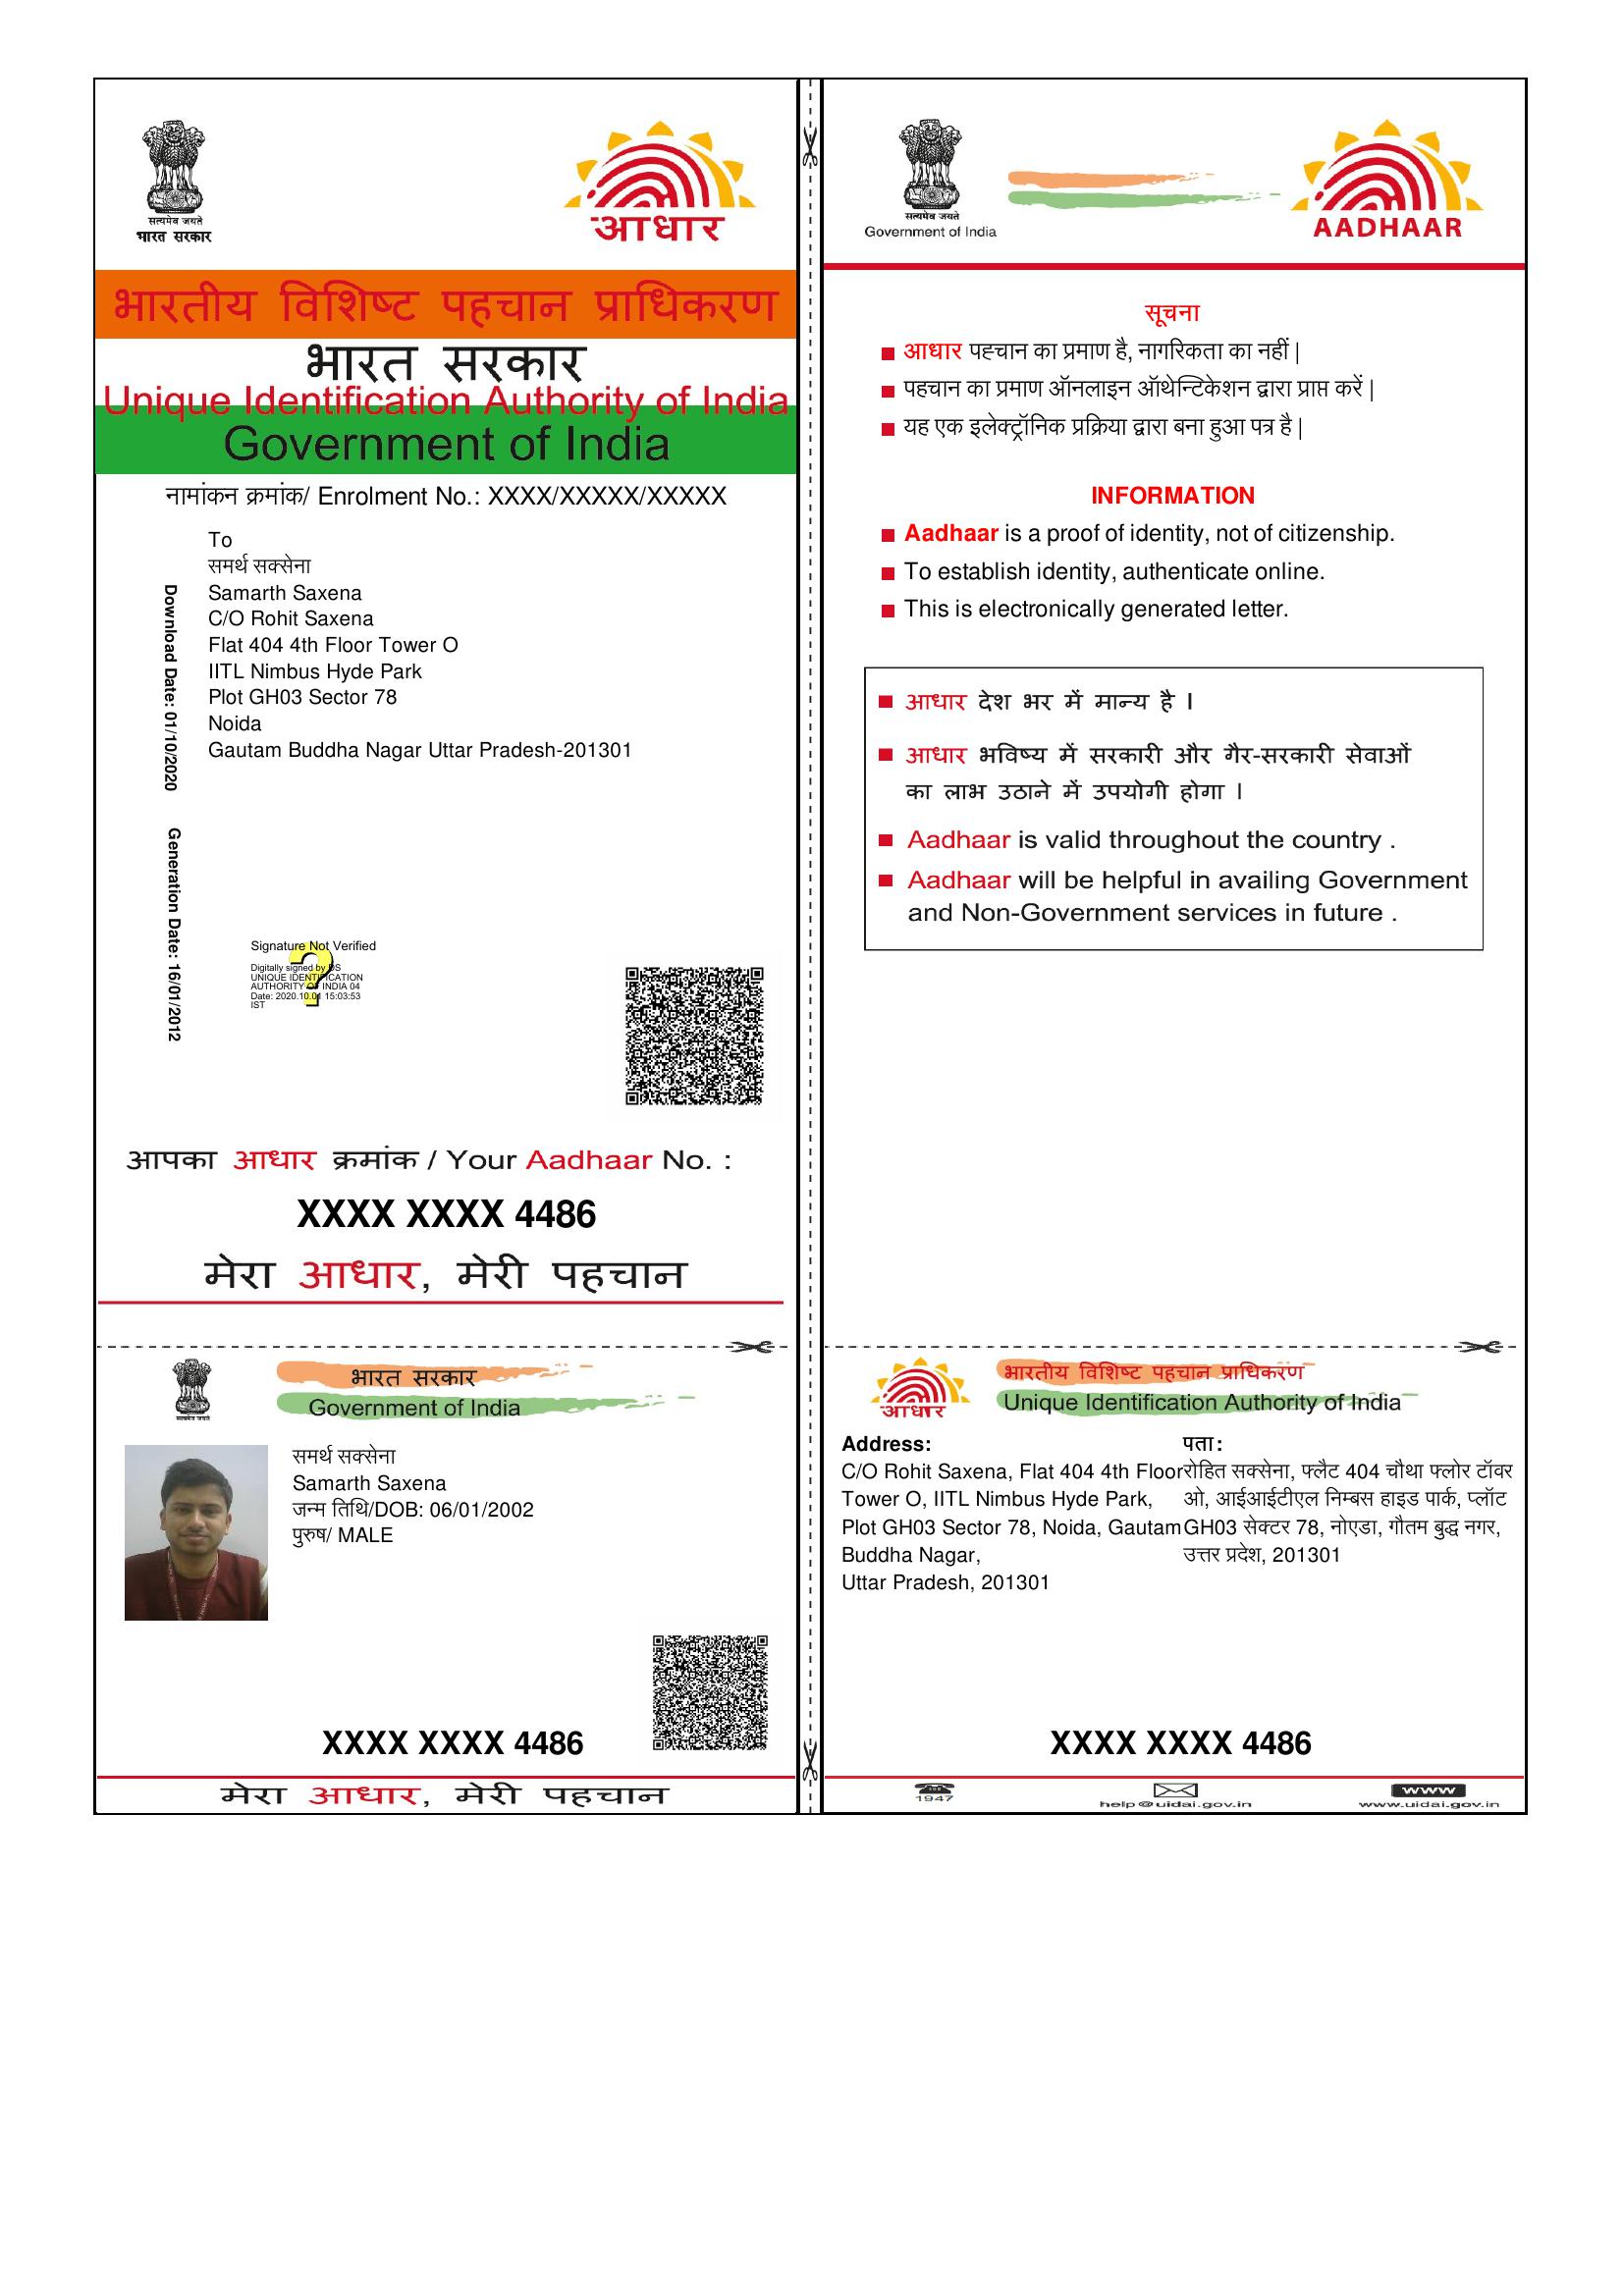 सत्यमेव जयते
भारत सरकार
आधार
भारतीय विशिष्ट पहचान प्राधिकरण
भारत सरकार
Unique Identification Authority of India
Government of India
नामांकन क्रमांक/ Enrolment No.: XXXX/XXXXX/XXXXX
To
समर्थ सक्सेना
Samarth Saxena
C/O Rohit Saxena
Flat 404 4th Floor Tower O
IITL Nimbus Hyde Park
Plot GH03 Sector 78
Noida
Gautam Buddha Nagar Uttar Pradesh-201301
Download Date: 01/10/2020
Generation Date: 16/01/2012
Signature Not Verified
Digitally signed by DS
UNIQUE IDENTIFICATION
AUTHORITY OF INDIA 04
Date: 2020.10.01 15:03:53
IST
आपका आधार क्रमांक / Your Aadhaar No. :
XXXX XXXX 4486
मेरा आधार, मेरी पहचान
सत्यमेव जयते
Government of India
AADHAAR
सूचना
आधार पहचान का प्रमाण है, नागरिकता का नहीं |
पहचान का प्रमाण ऑनलाइन ऑथेन्टिकेशन द्वारा प्राप्त करें |
यह एक इलेक्ट्रॉनिक प्रक्रिया द्वारा बना हुआ पत्र है |
INFORMATION
Aadhaar is a proof of identity, not of citizenship.
To establish identity, authenticate online.
This is electronically generated letter.
आधार देश भर में मान्य है ।
आधार भविष्य में सरकारी और गैर-सरकारी सेवाओं
का लाभ उठाने में उपयोगी होगा ।
Aadhaar is valid throughout the country .
Aadhaar will be helpful in availing Government
and Non-Government services in future .
सत्यमेव जयते
भारत सरकार
Government of India
समर्थ सक्सेना
Samarth Saxena
जन्म तिथि/DOB: 06/01/2002
पुरुष/ MALE
XXXX XXXX 4486
मेरा आधार, मेरी पहचान
आधार
भारतीय विशिष्ट पहचान प्राधिकरण
Unique Identification Authority of India
Address:
C/O Rohit Saxena, Flat 404 4th Floor
Tower O, IITL Nimbus Hyde Park,
Plot GH03 Sector 78, Noida, Gautam
Buddha Nagar,
Uttar Pradesh, 201301
पता:
रोहित सक्सेना, फ्लैट 404 चौथा फ्लोर टॉवर
ओ, आईआईटीएल निम्बस हाइड पार्क, प्लॉट
GH03 सेक्टर 78, नोएडा, गौतम बुद्ध नगर,
उत्तर प्रदेश, 201301
XXXX XXXX 4486
1947
help@uidai.gov.in
www
www.uidai.gov.in